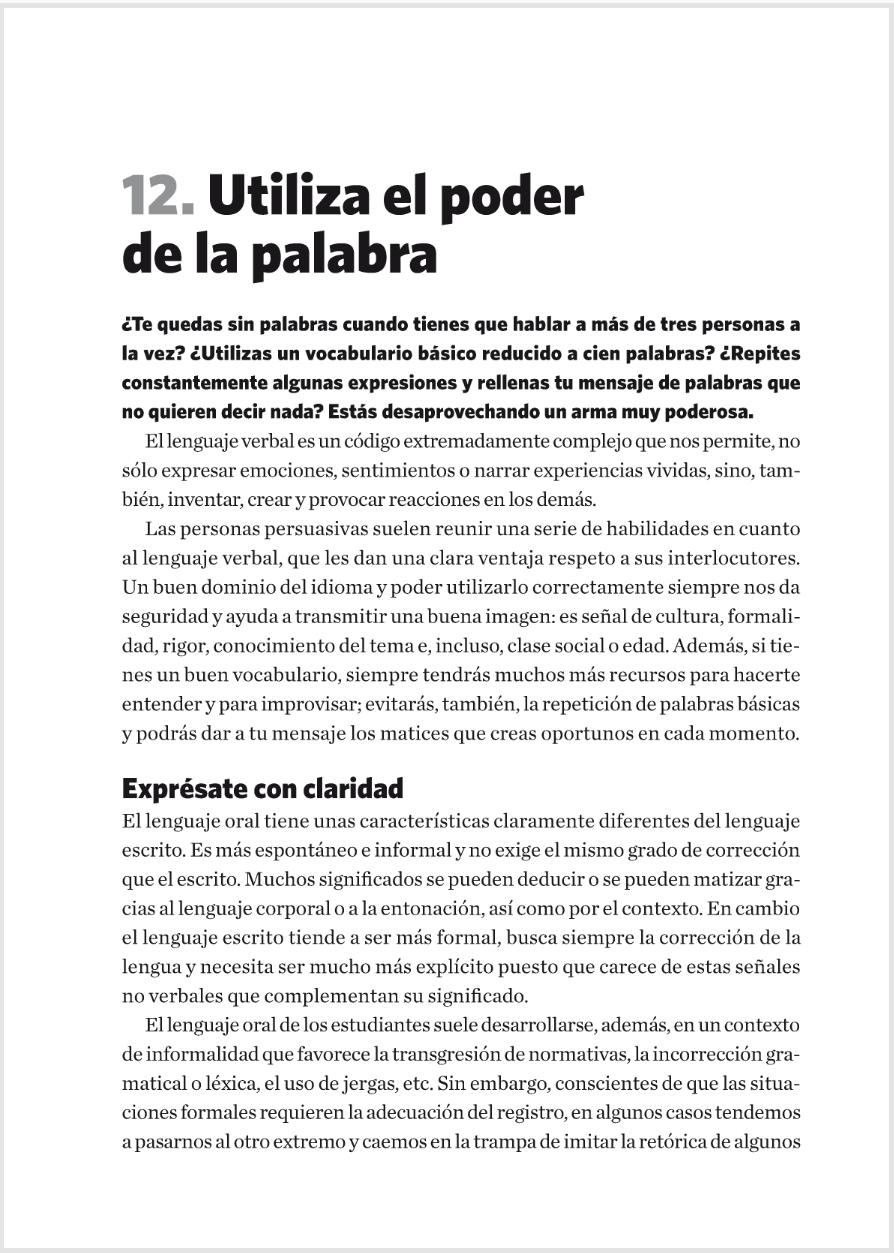 12. Utiliza el poder
de la palabra
¿Te quedas sin palabras cuando tienes que hablar a más de tres personas a
la vez? ¿Utilizas un vocabulario básico reducido a cien palabras? ¿Repites
constantemente algunas expresiones y rellenas tu mensaje de palabras que
no quieren decir nada? Estás desaprovechando un arma muy poderosa.
El lenguaje verbal es un código extremadamente complejo que nos permite, no
sólo expresar emociones, sentimientos o narrar experiencias vividas, sino, tam-
bién, inventar, crear y provocar reacciones en los demás.
Las personas persuasivas suelen reunir una serie de habilidades en cuanto
al lenguaje verbal, que les dan una clara ventaja respeto a sus interlocutores.
Un buen dominio del idioma y poder utilizarlo correctamente siempre nos da
seguridad y ayuda a transmitir una buena imagen: es señal de cultura, formali-
dad, rigor, conocimiento del tema e, incluso, clase social o edad. Además, si tie-
nes un buen vocabulario, siempre tendrás muchos más recursos para hacerte
entender y para improvisar; evitarás, también, la repetición de palabras básicas
y podrás dar a tu mensaje los matices que creas oportunos en cada momento.
Exprésate con claridad
El lenguaje oral tiene unas características claramente diferentes del lenguaje
escrito. Es más espontáneo e informal y no exige el mismo grado de corrección
que el escrito. Muchos significados se pueden deducir o se pueden matizar gra-
cias al lenguaje corporal o a la entonación, así como por el contexto. En cambio
el lenguaje escrito tiende a ser más formal, busca siempre la corrección de la
lengua y necesita ser mucho más explícito puesto que carece de estas señales
no verbales que complementan su significado.
El lenguaje oral de los estudiantes suele desarrollarse, además, en un contexto
de informalidad que favorece la transgresión de normativas, la incorrección gra-
matical o léxica, el uso de jergas, etc. Sin embargo, conscientes de que las situa-
ciones formales requieren la adecuación del registro, en algunos casos tendemos
a pasarnos al otro extremo y caemos en la trampa de imitar la retórica de algunos